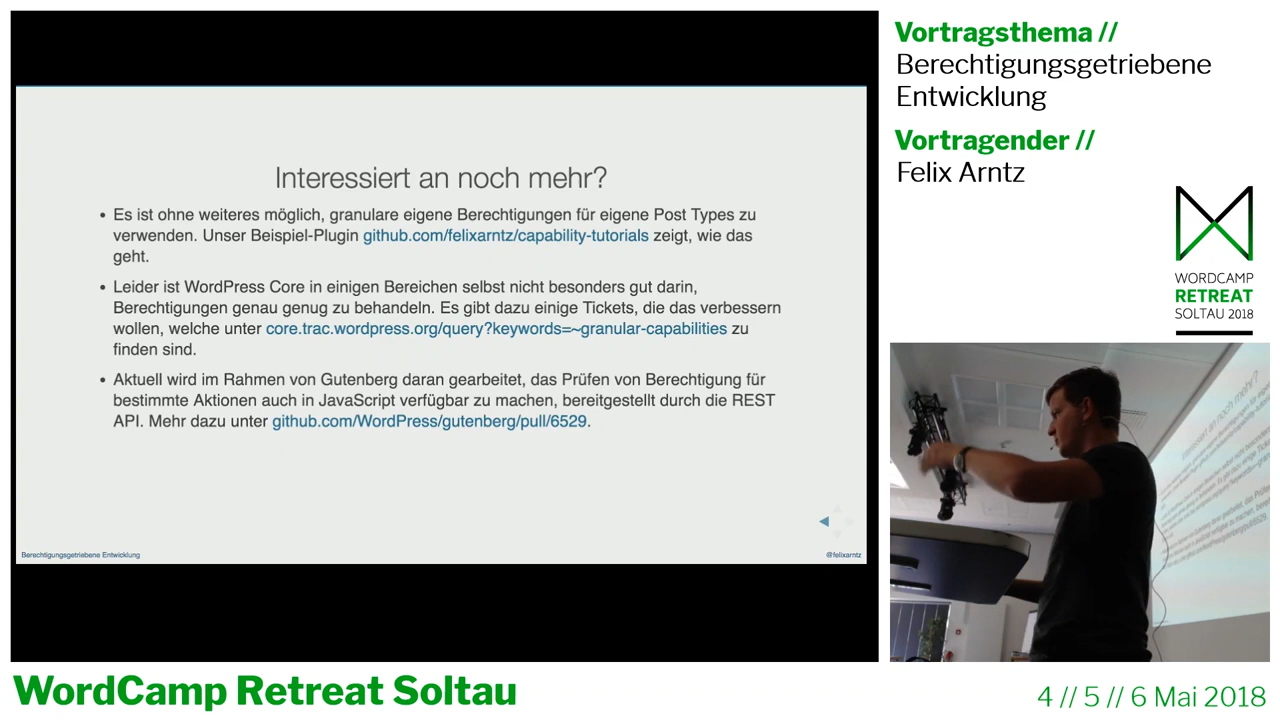 Interessiert an noch mehr?
• Es ist ohne weiteres möglich, granulare eigene Berechtigungen für eigene Post Types zu
verwenden. Unser Beispiel-Plugin github.com/felixarntz/capability-tutorials zeigt, wie das
geht.
• Leider ist WordPress Core in einigen Bereichen selbst nicht besonders gut darin,
Berechtigungen genau genug zu behandeln. Es gibt dazu einige Tickets, die das verbessern
wollen, welche unter core.trac.wordpress.org/query?keywords=~granular-capabilities zu
finden sind.
• Aktuell wird im Rahmen von Gutenberg daran gearbeitet, das Prüfen von Berechtigung für
bestimmte Aktionen auch in JavaScript verfügbar zu machen, bereitgestellt durch die REST
API. Mehr dazu unter github.com/WordPress/gutenberg/pull/6529.
Berechtigungsgetriebene Entwicklung
@felixarntz
Vortragsthema //
Berechtigungsgetriebene
Entwicklung
Vortragender //
Felix Arntz
WORDCAMP
RETREAT
SOLTAU 2018
Interessiert an noch mehr?
WordCamp Retreat Soltau
4 // 5 // 6 Mai 2018